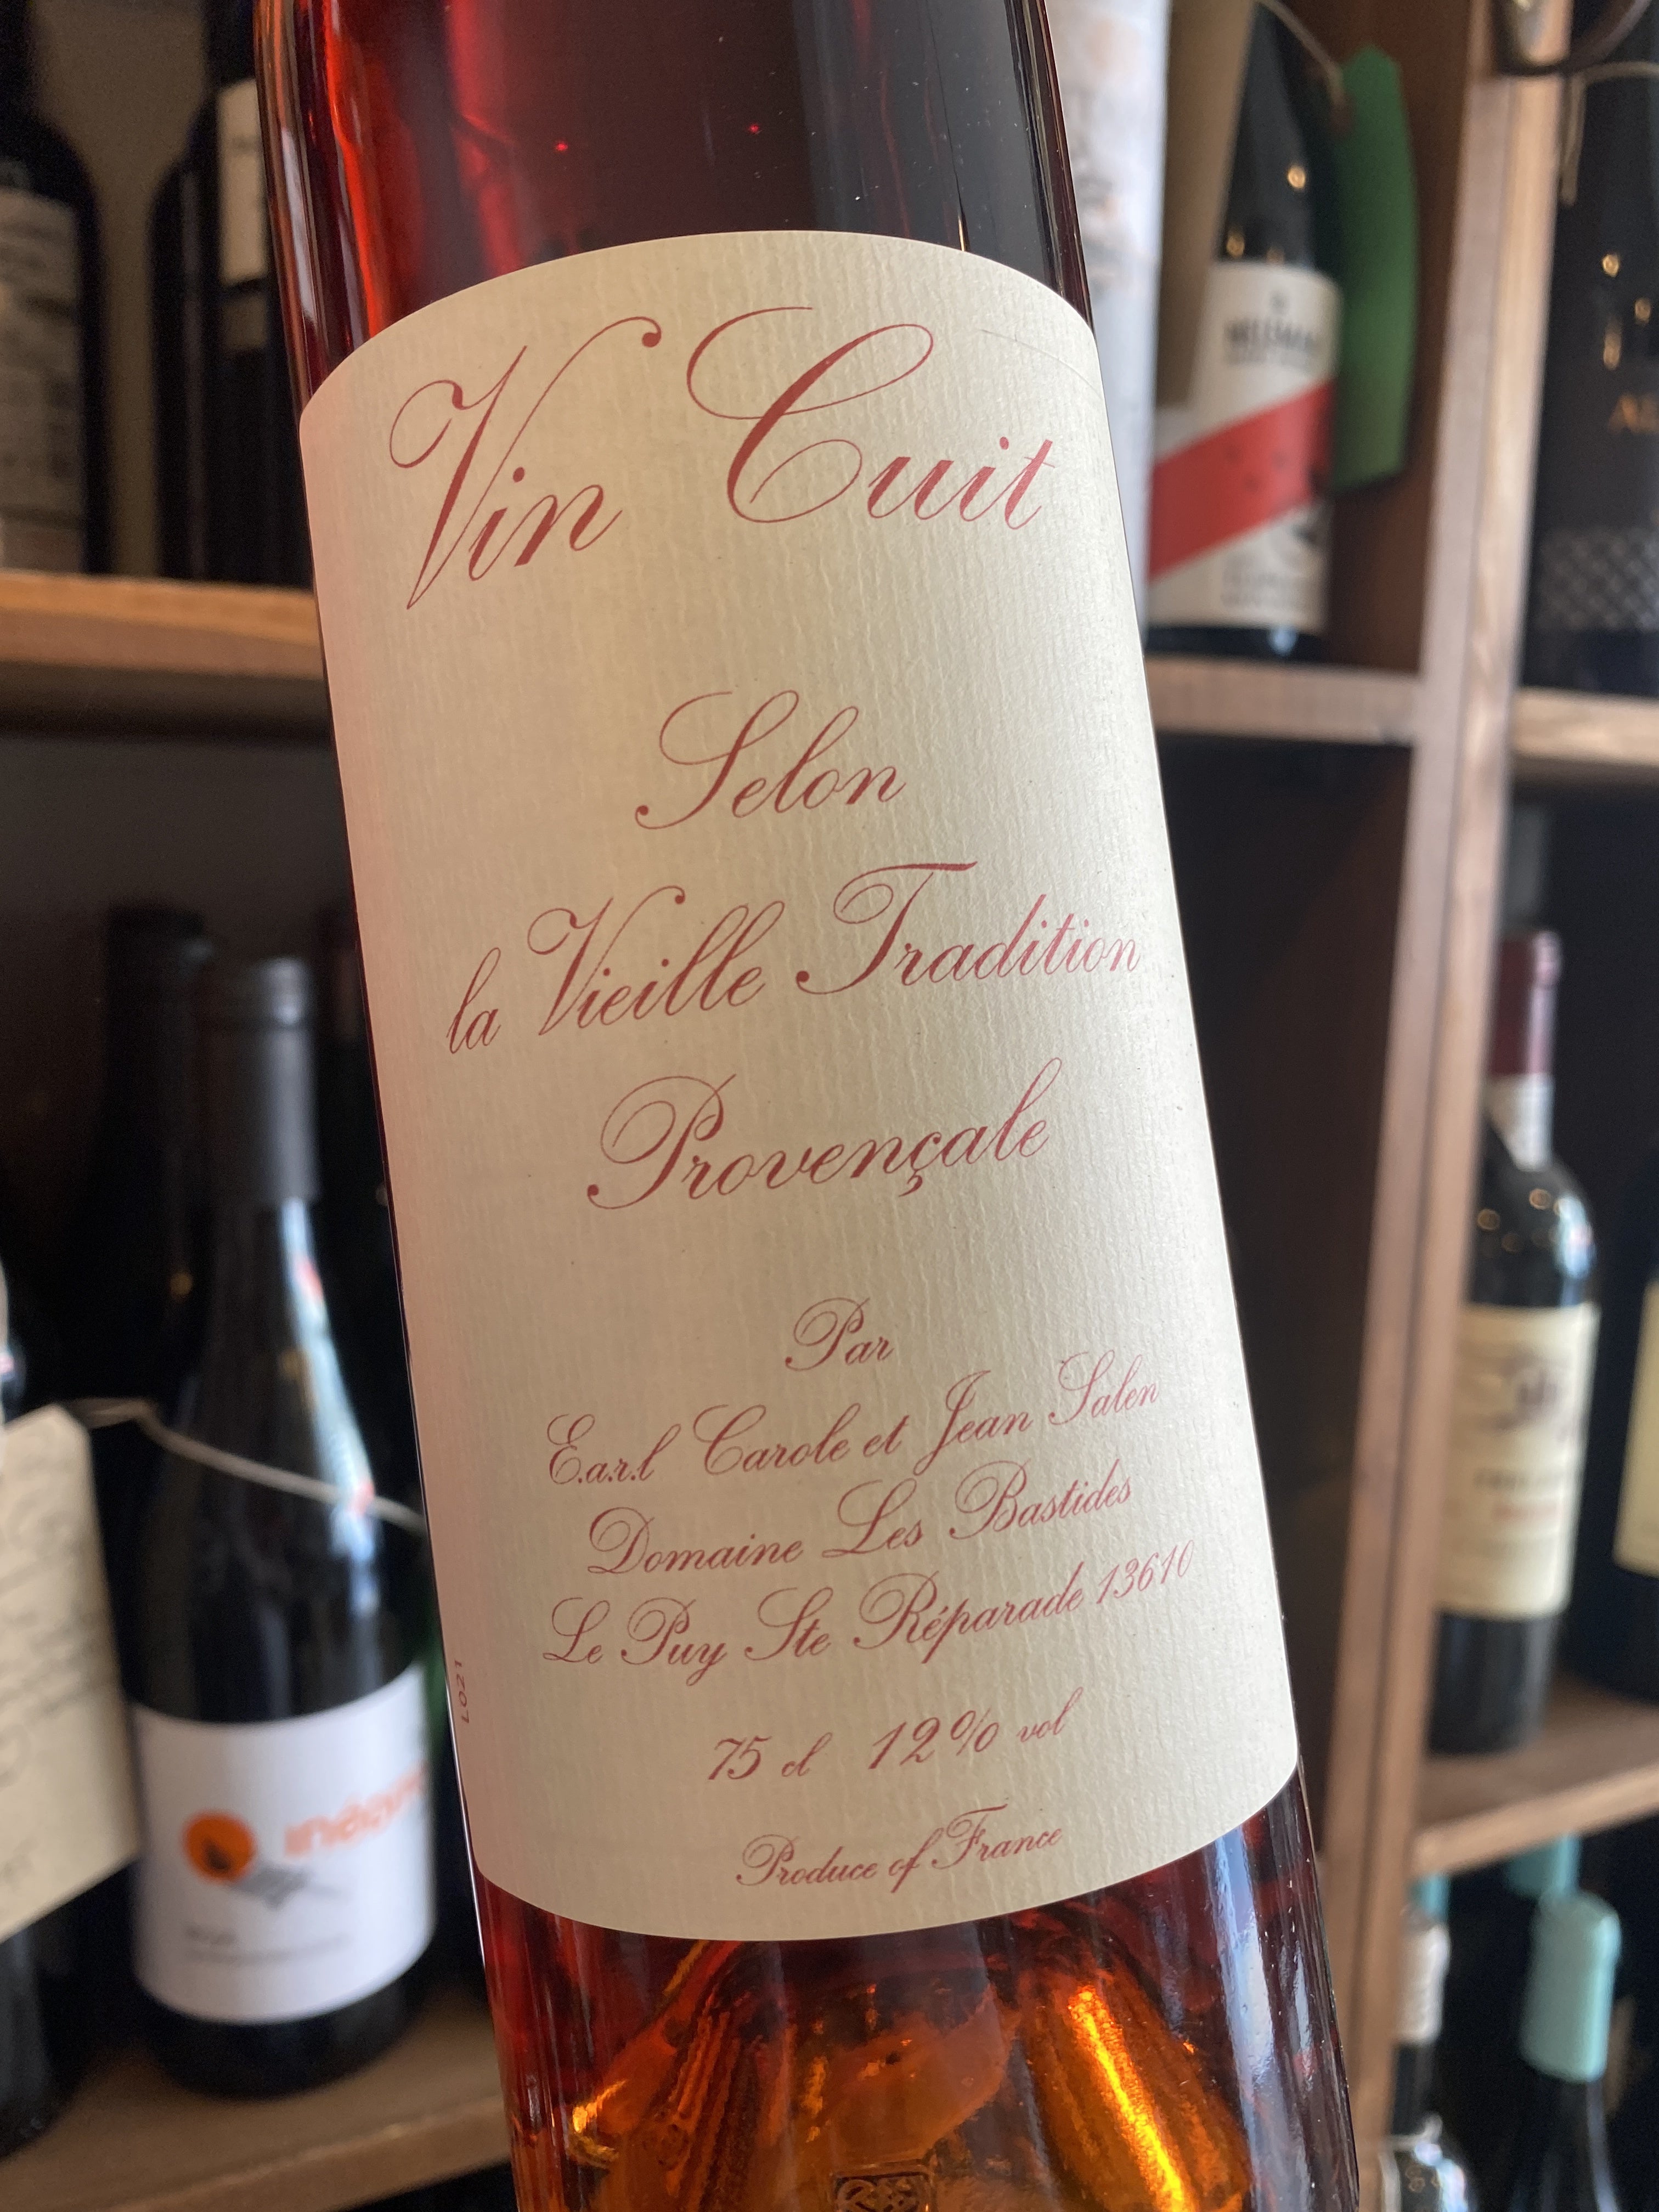 Vin Cuit
Selon
la Vieille Tradition
Provençale
Par
E.a.r.l Carole et Jean Salen
Domaine Les Bastides
Le Puy Ste Réparade 13610
75 cl 12% vol
Produce of France
L021